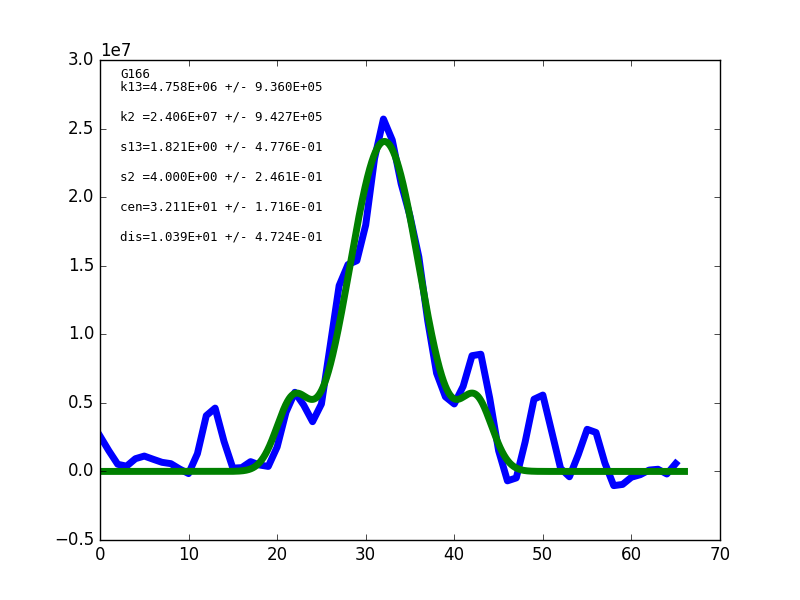 1e7
3.0
G166
k13=4.758E+06 +/- 9.360E+05
k2 =2.406E+07 +/- 9.427E+05
2.5
s13=1.821E+00 +/- 4.776E-01
s2 =4.000E+00 +/- 2.461E-01
2.0
cen=3.211E+01 +/- 1.716E-01
dis=1.039E+01 +/- 4.724E-01
1.5
1.0
0.5
0.0
−0.5
0 10 20 30 40 50 60 70